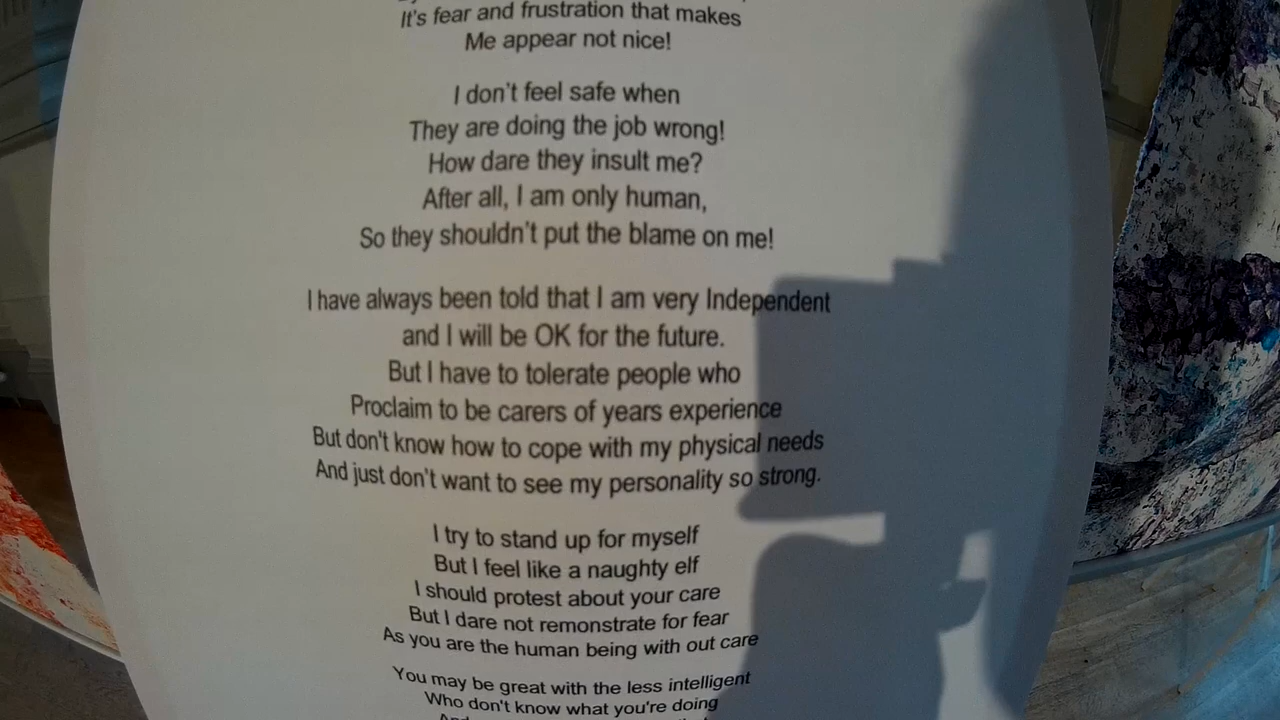 It's fear and frustration that makes
Me appear not nice!
I don't feel safe when
They are doing the job wrong!
How dare they insult me?
After all, I am only human,
So they shouldn't put the blame on me!
I have always been told that I am very Independent
and I will be OK for the future.
But I have to tolerate people who
Proclaim to be carers of years experience
But don't know how to cope with my physical needs
And just don't want to see my personality so strong.
I try to stand up for myself
But I feel like a naughty elf
I should protest about your care
But I dare not remonstrate for fear
As you are the human being with out care
You may be great with the less intelligent
Who don't know what you're doing